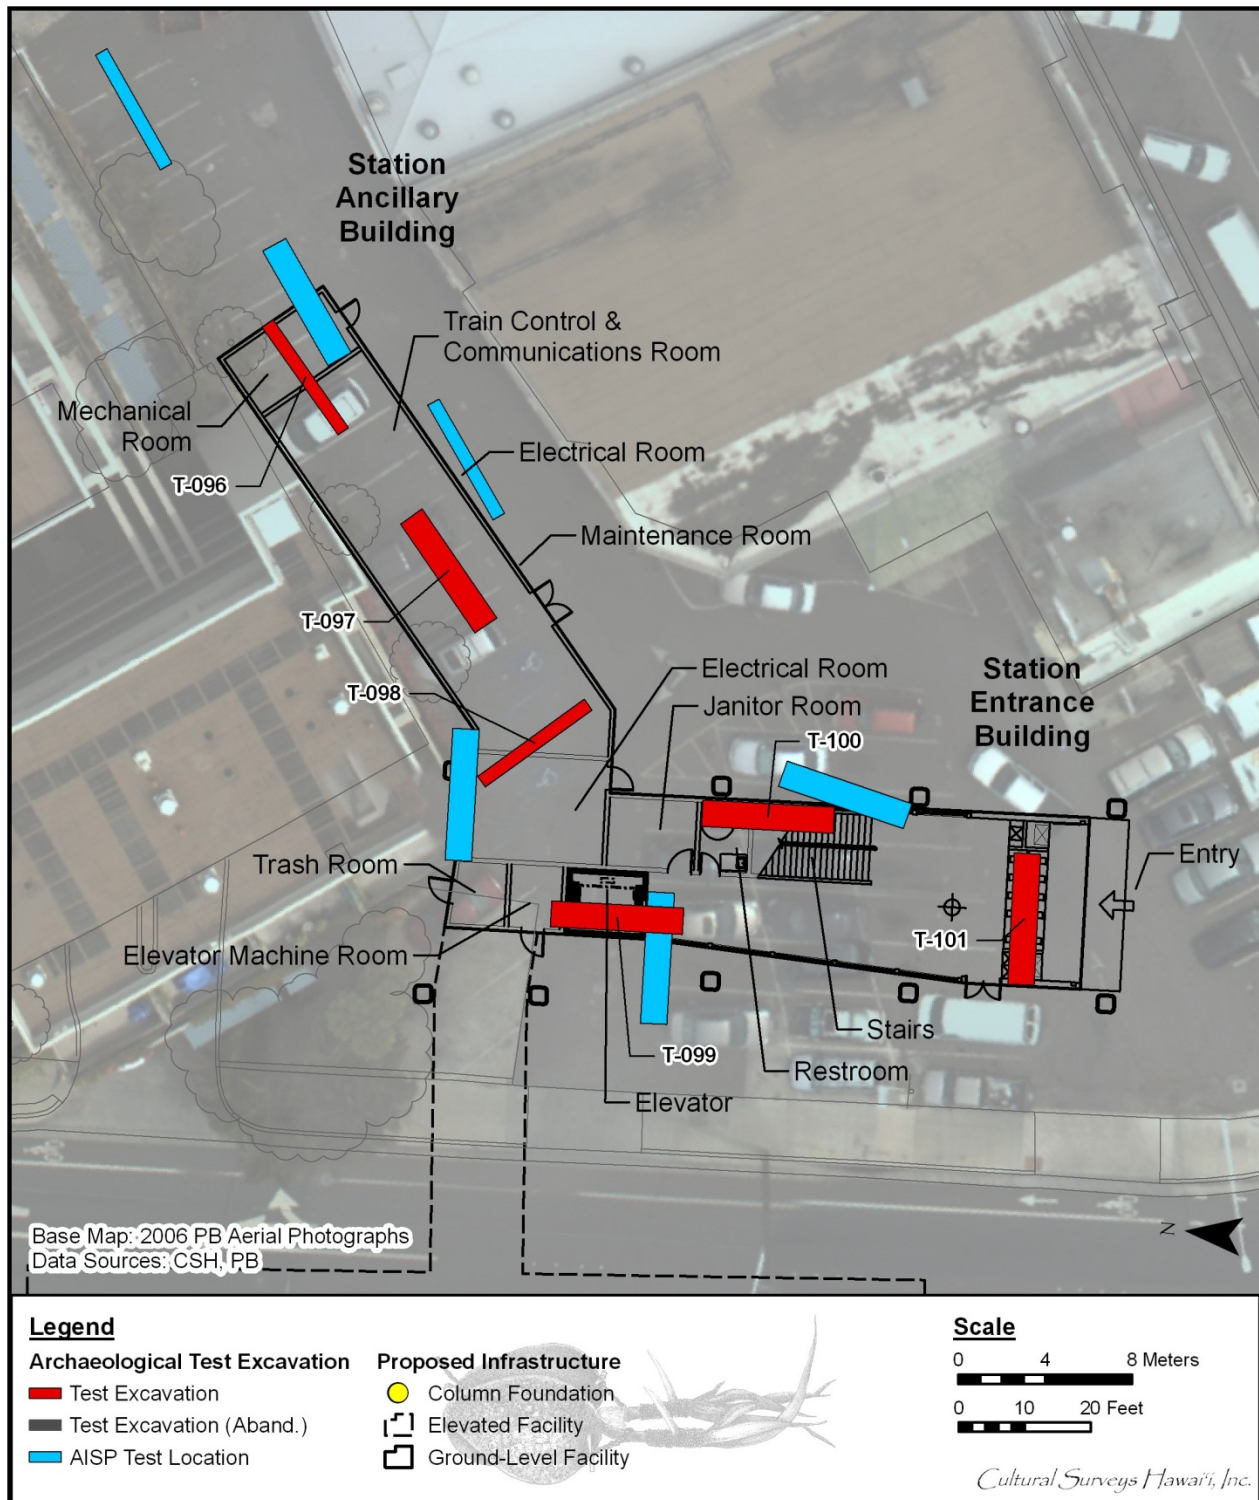 Station
Ancillary
Building
Train Control &
Communications Room
Mechanical
Room
Electrical Room
T-096
Maintenance Room
T-097
Electrical Room
T-098
Janitor Room
Station
Entrance
Building
T-100
Trash Room
Entry
T-101
Elevator Machine Room
Stairs
T-099
Restroom
Elevator
N
Base Map: 2006 PB Aerial Photographs
Data Sources: CSH, PB
Legend
Archaeological Test Excavation
Test Excavation
Test Excavation (Aband.)
AISP Test Location
Proposed Infrastructure
Column Foundation
Elevated Facility
Ground-Level Facility
Scale
0 4 8 Meters
0 10 20 Feet
Cultural Surveys Hawai‘i, Inc.